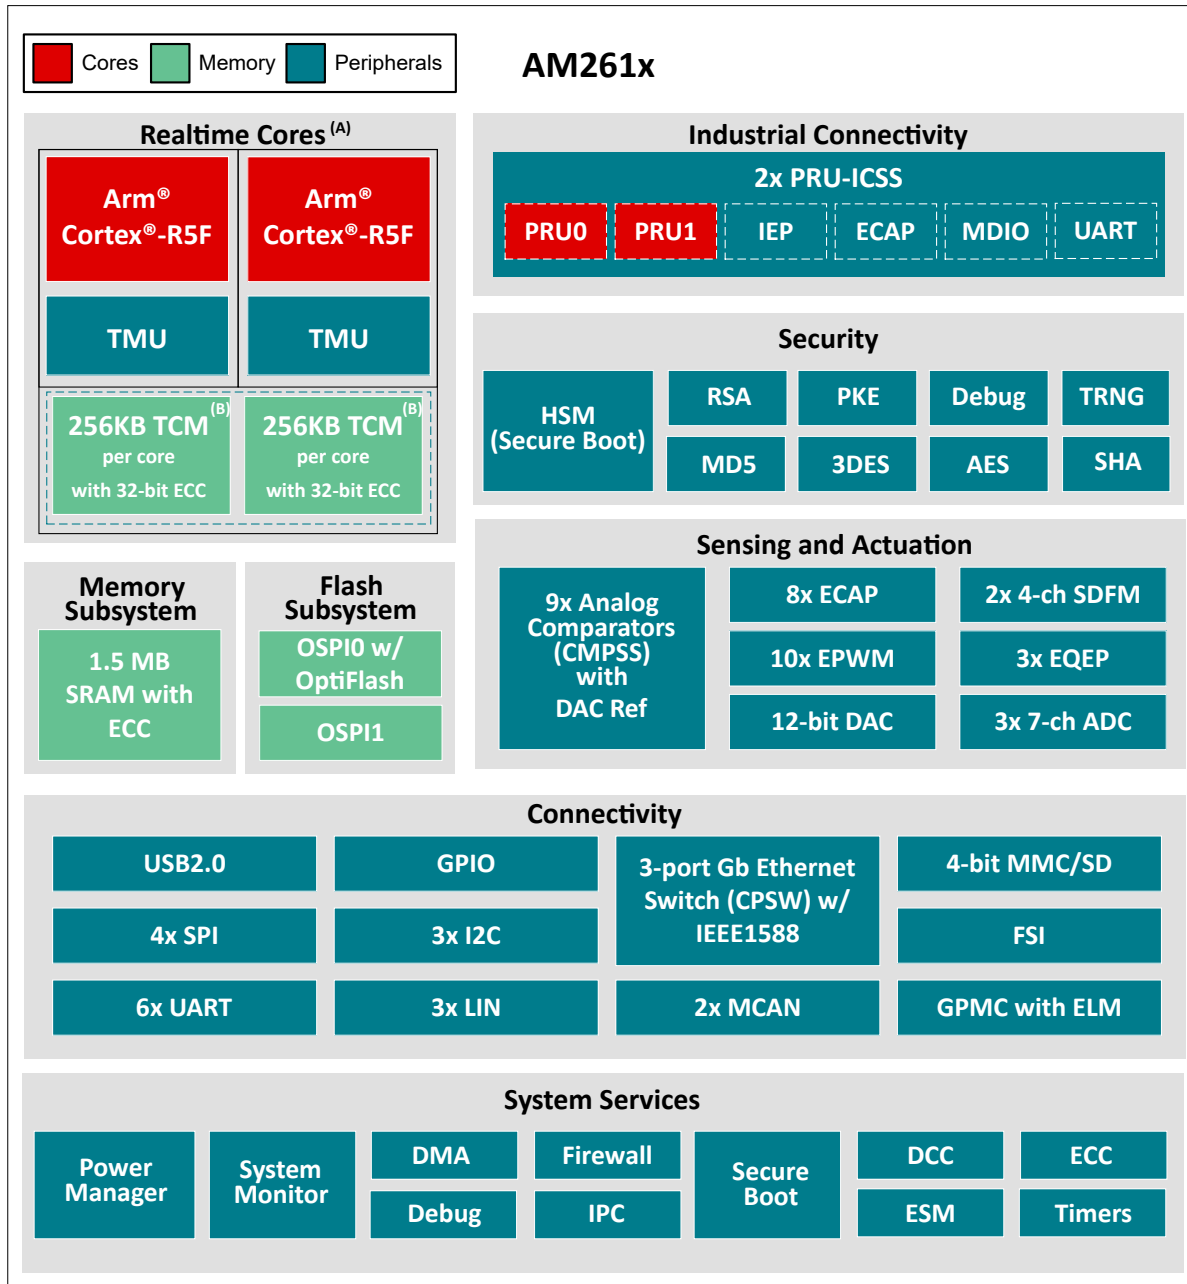 Cores
Memory
Peripherals
AM261x
Realtime Cores (A)
Arm®
Cortex®-R5F
Arm®
Cortex®-R5F
TMU
TMU
256KB TCM (B)
per core
with 32-bit ECC
256KB TCM (B)
per core
with 32-bit ECC
Industrial Connectivity
2x PRU-ICSS
PRU0
PRU1
IEP
ECAP
MDIO
UART
Security
HSM
(Secure Boot)
RSA
PKE
Debug
TRNG
MD5
3DES
AES
SHA
Memory
Subsystem
1.5 MB
SRAM with
ECC
Flash
Subsystem
OSPI0 w/
OptiFlash
OSPI1
Sensing and Actuation
9x Analog
Comparators
(CMPSS)
with
DAC Ref
8x ECAP
2x 4-ch SDFM
10x EPWM
3x EQEP
12-bit DAC
3x 7-ch ADC
Connectivity
USB2.0
GPIO
3-port Gb Ethernet
Switch (CPSW) w/
IEEE1588
4-bit MMC/SD
4x SPI
3x I2C
FSI
6x UART
3x LIN
2x MCAN
GPMC with ELM
System Services
Power
Manager
System
Monitor
DMA
Firewall
Debug
IPC
Secure
Boot
DCC
ECC
ESM
Timers